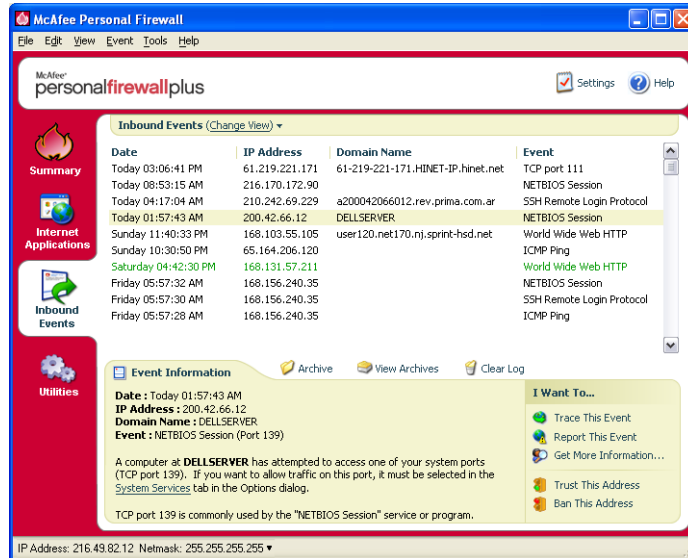 McAfee Personal Firewall
File Edit View Event Tools Help
McAfee
personalfirewallplus
Settings Help
Summary
Internet Applications
Inbound Events
Utilities
Inbound Events (Change View)
Date IP Address Domain Name Event
Today 03:06:41 PM 61.219.221.171 61-219-221-171.HINET-IP.hinet.net TCP port 111
Today 08:53:15 AM 216.170.172.90 NETBIOS Session
Today 04:17:04 AM 210.242.69.229 a200042066012.rev.prima.com.ar SSH Remote Login Protocol
Today 01:57:43 AM 200.42.66.12 DELLSERVER NETBIOS Session
Sunday 11:40:33 PM 168.103.55.105 user120.net170.nj.sprint-hsd.net World Wide Web HTTP
Sunday 10:30:50 PM 65.164.206.120 ICMP Ping
Saturday 04:42:30 PM 168.131.57.211 World Wide Web HTTP
Friday 05:57:32 AM 168.156.240.35 NETBIOS Session
Friday 05:57:30 AM 168.156.240.35 SSH Remote Login Protocol
Friday 05:57:28 AM 168.156.240.35 ICMP Ping
Event Information
Archive View Archives Clear Log
Date : Today 01:57:43 AM
IP Address : 200.42.66.12
Domain Name : DELLSERVER
Event : NETBIOS Session (Port 139)
A computer at DELLSERVER has attempted to access one of your system ports
(TCP port 139). If you want to allow traffic on this port, it must be selected in the
System Services tab in the Options dialog.
TCP port 139 is commonly used by the "NETBIOS Session" service or program.
I Want To...
Trace This Event
Report This Event
Get More Information...
Trust This Address
Ban This Address
IP Address: 216.49.82.12 Netmask: 255.255.255.255